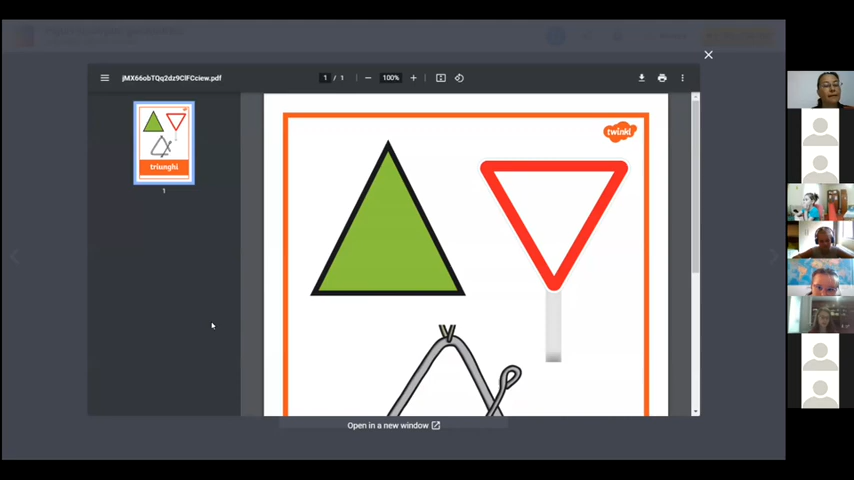 jMX66obTQq2dz9ClFCciew.pdf
1 / 1
100%
twinkl
triunghi
1
Open in a new window